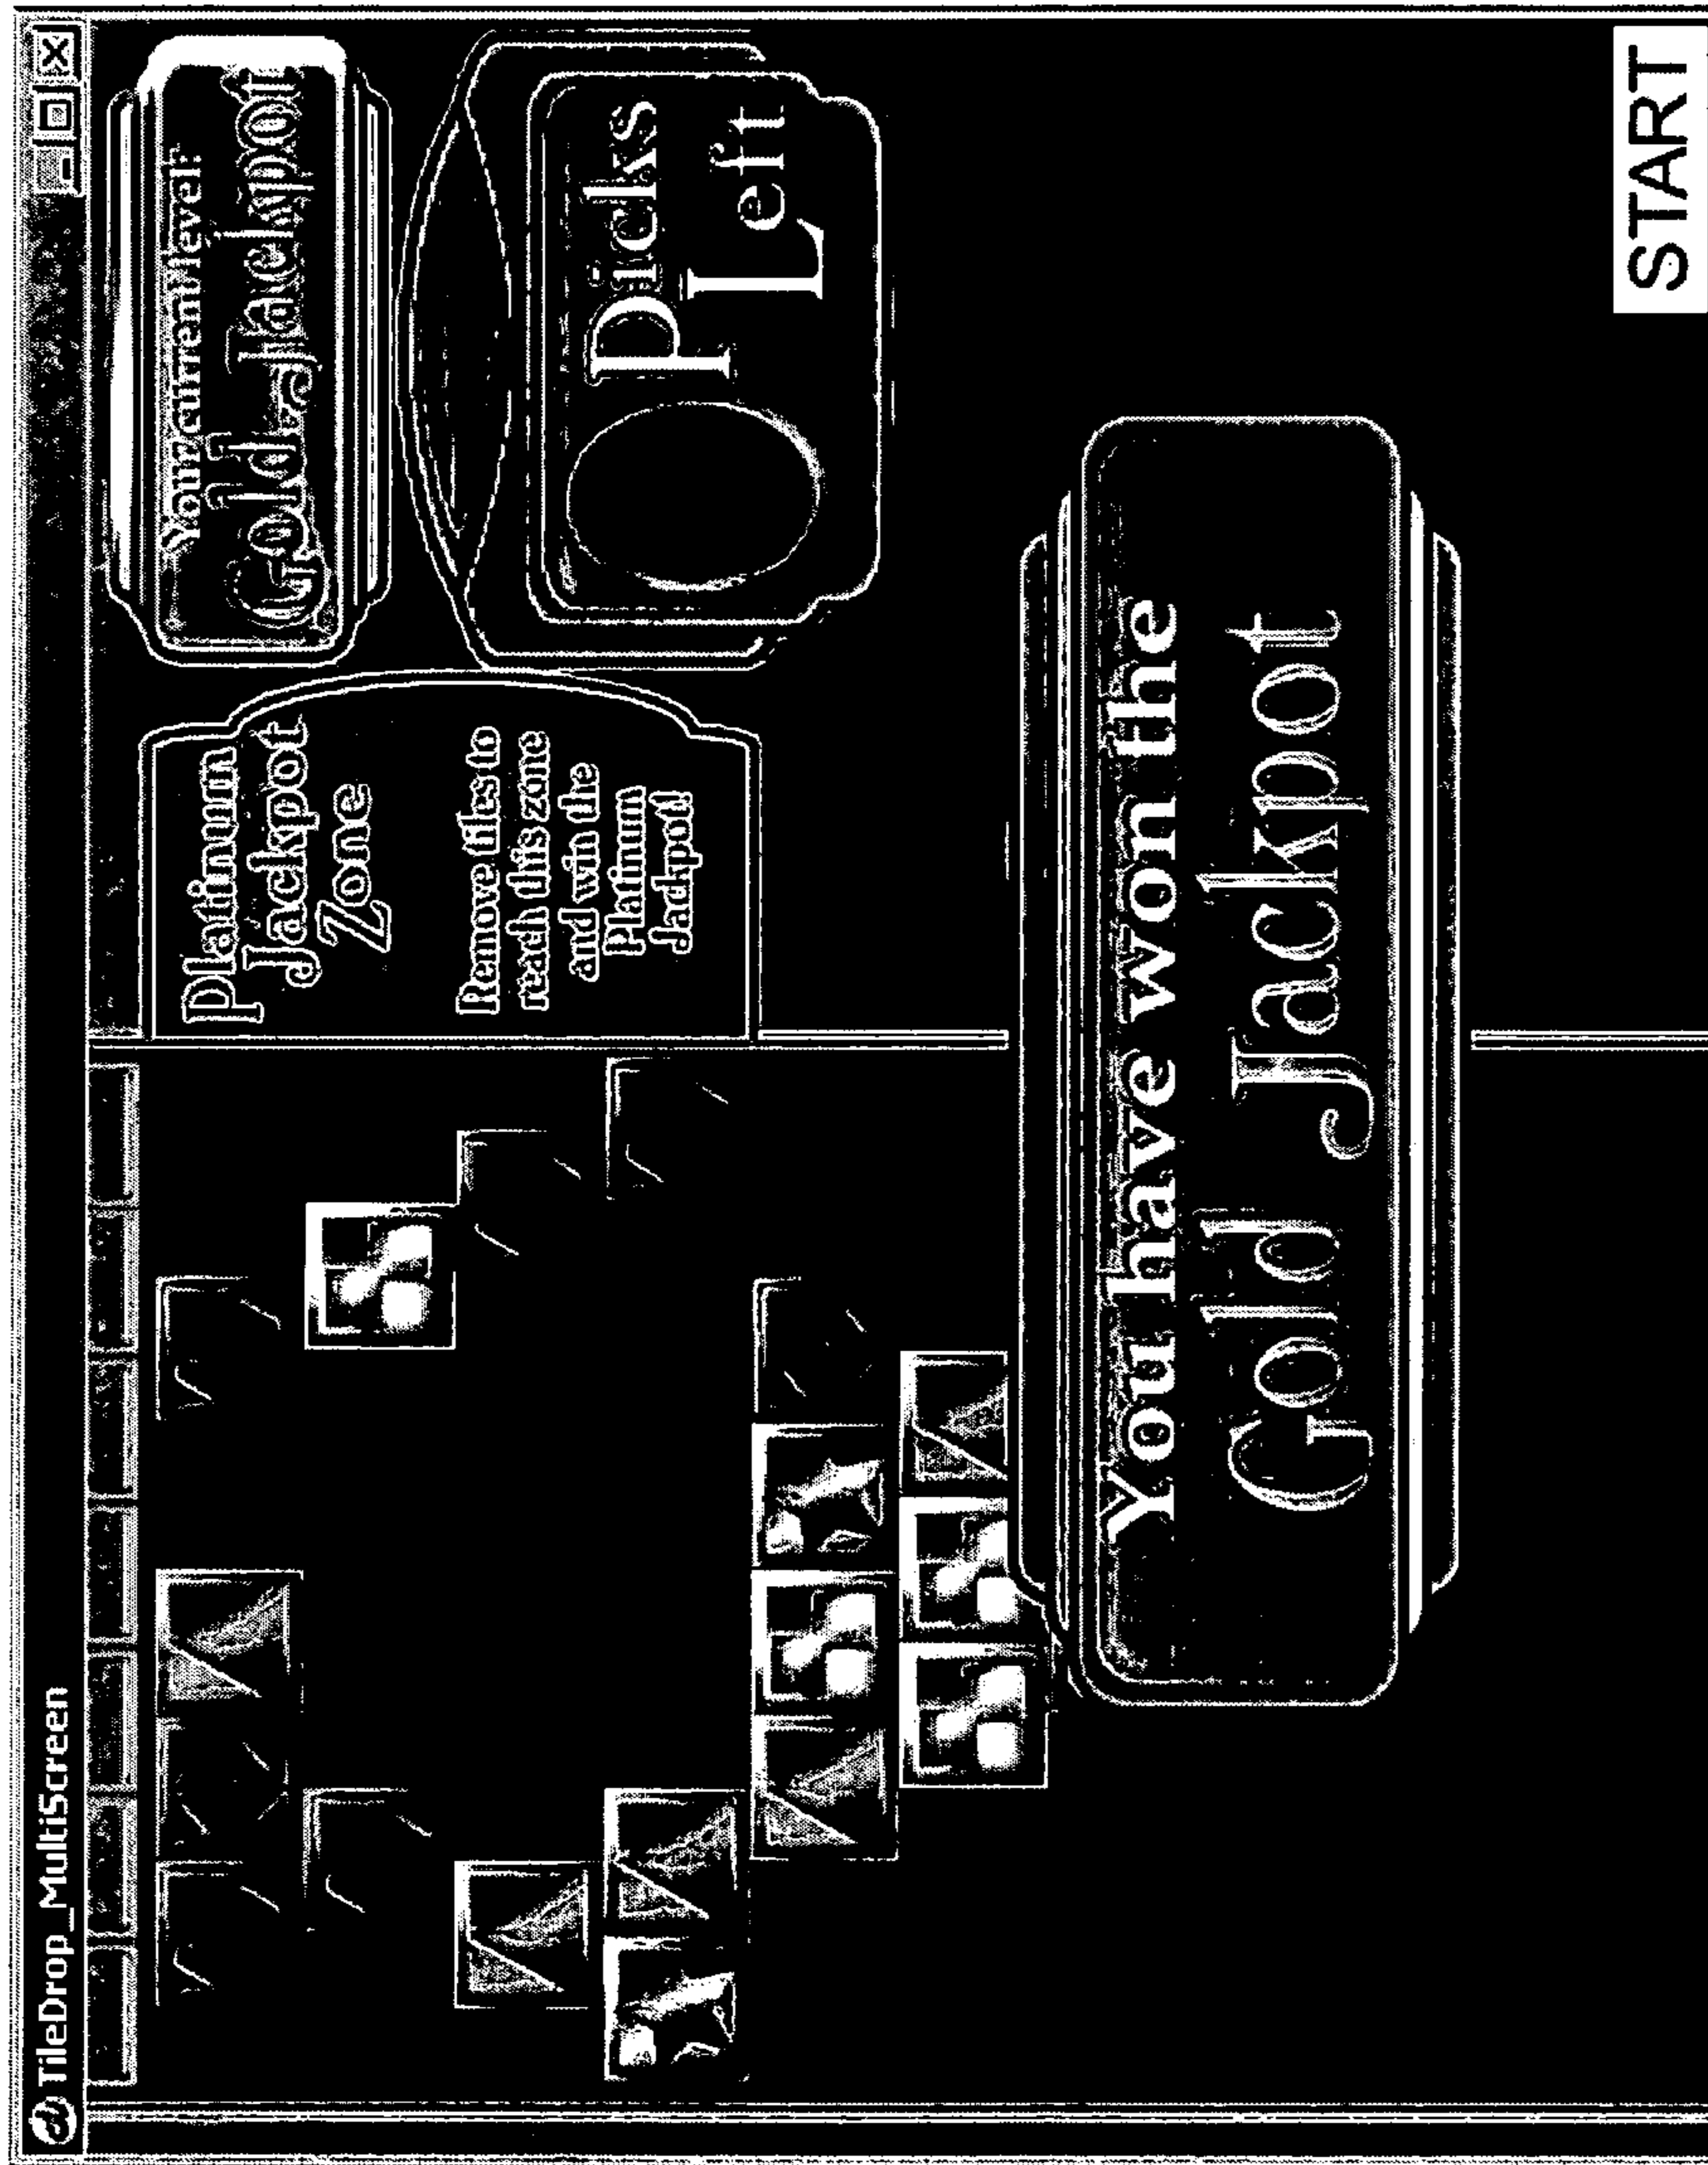 TileDrop_MultiScreen
Platinum
Jackpot
Zone
Remove tiles to
reach this zone
and win the
Platinum
Jackpot!
Your current level:
Gold Jackpot
Picks
Left
You have won the
Gold Jackpot
START